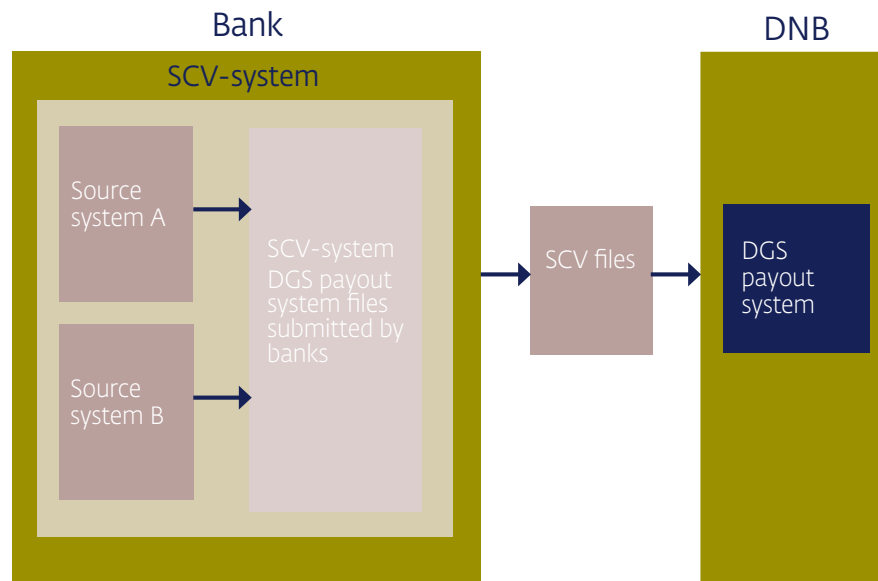 Bank
SCV-system
Source
system A
Source
system B
SCV-system
DGS payout
system files
submitted by
banks
SCV files
DNB
DGS
payout
system